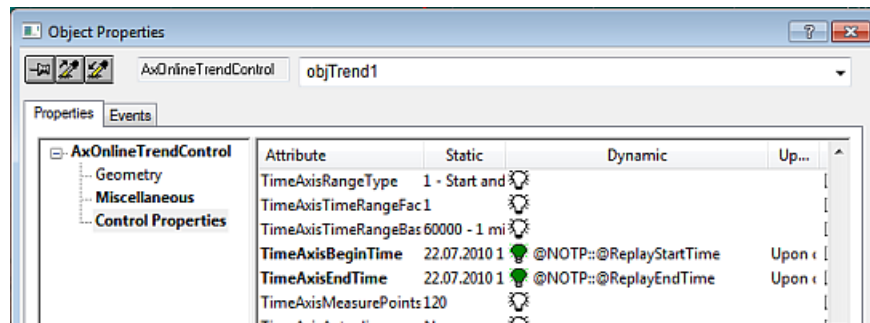 Object Properties
AxOnlineTrendControl objTrend1
Properties Events
AxOnlineTrendControl
Geometry
Miscellaneous
Control Properties
Attribute Static Dynamic Up...
TimeAxisRangeType 1 - Start and
TimeAxisTimeRangeFac 1
TimeAxisTimeRangeBas 60000 - 1 mi
TimeAxisBeginTime 22.07.2010 1 @NOTP::@ReplayStartTime Upon
TimeAxisEndTime 22.07.2010 1 @NOTP::@ReplayEndTime Upon
TimeAxisMeasurePoints 120